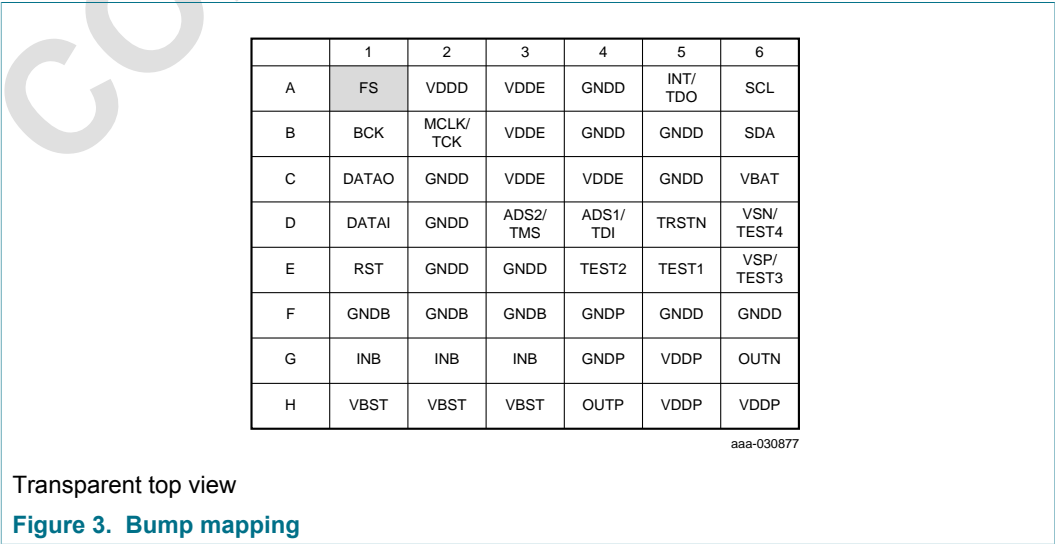 1 2 3 4 5 6
A FS VDDD VDDE GNDD INT/ TDO SCL
B BCK MCLK/ TCK VDDE GNDD GNDD SDA
C DATAO GNDD VDDE VDDE GNDD VBAT
D DATAI GNDD ADS2/ TMS ADS1/ TDI TRSTN VSN/ TEST4
E RST GNDD GNDD TEST2 TEST1 VSP/ TEST3
F GNDB GNDB GNDB GNDP GNDD GNDD
G INB INB INB GNDP VDDP OUTN
H VBST VBST VBST OUTP VDDP VDDP
aaa-030877
Transparent top view
Figure 3. Bump mapping